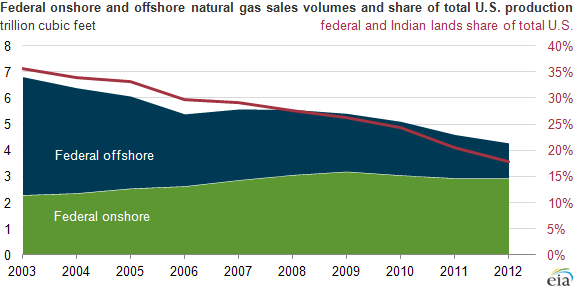 Federal onshore and offshore natural gas sales volumes and share of total U.S. production
trillion cubic feet federal and Indian lands share of total U.S.
8 40%
7 35%
6 30%
5 25%
4 20%
3 15%
2 10%
1 5%
0 0%
Federal offshore
Federal onshore
2003 2004 2005 2006 2007 2008 2009 2010 2011 2012
eia